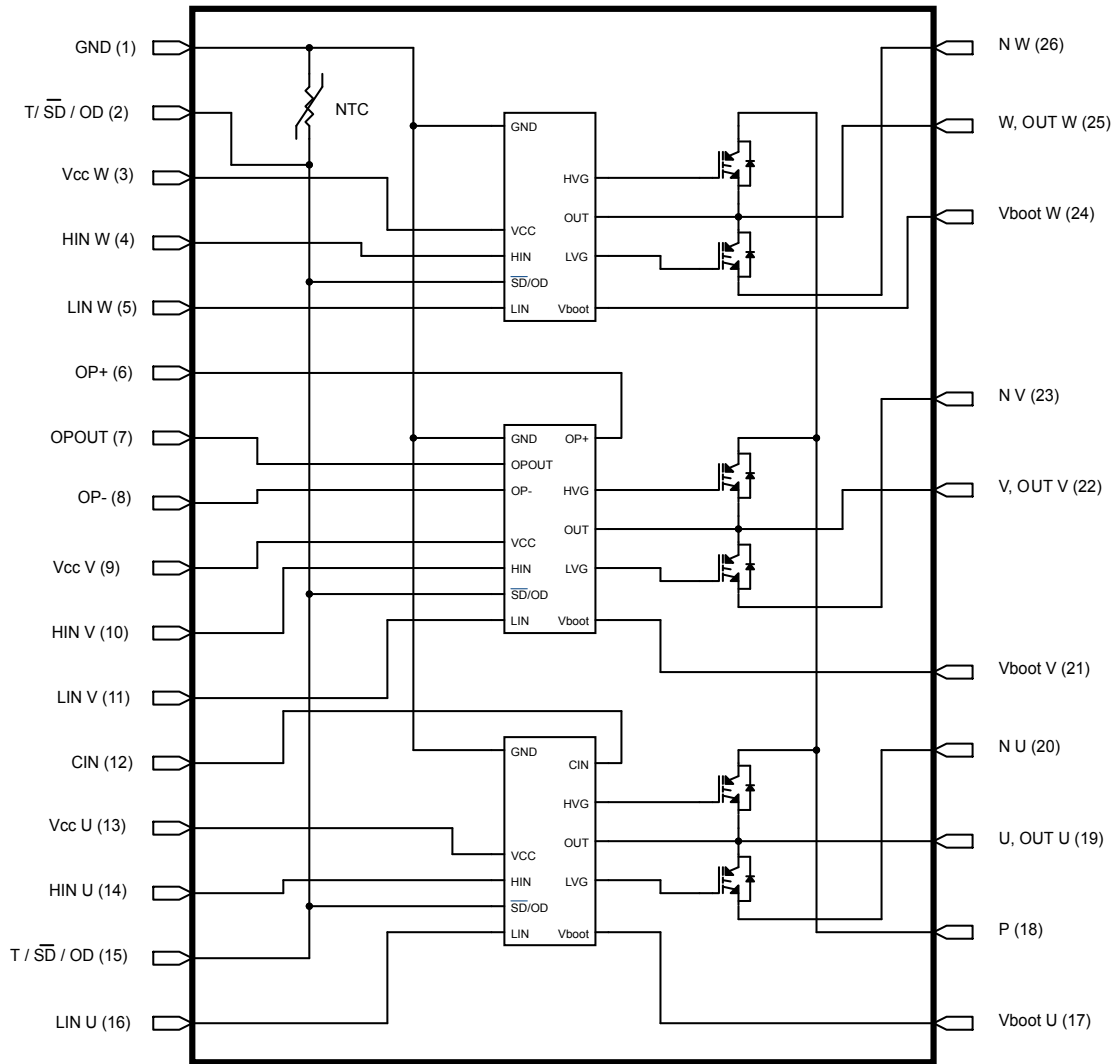 GND (1)
T/ SD / OD (2)
Vcc W (3)
HIN W (4)
LIN W (5)
OP+ (6)
OPOUT (7)
OP- (8)
Vcc V (9)
HIN V (10)
LIN V (11)
CIN (12)
Vcc U (13)
HIN U (14)
T / SD / OD (15)
LIN U (16)
NTC
GND
HVG
OUT
VCC
HIN
LVG
SD/OD
LIN
Vboot
GND
OP+
OPOUT
OP-
HVG
OUT
VCC
HIN
LVG
SD/OD
LIN
Vboot
GND
CIN
HVG
OUT
VCC
HIN
LVG
SD/OD
LIN
Vboot
N W (26)
W, OUT W (25)
Vboot W (24)
N V (23)
V, OUT V (22)
Vboot V (21)
N U (20)
U, OUT U (19)
P (18)
Vboot U (17)